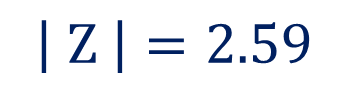 | Z | = 2.59